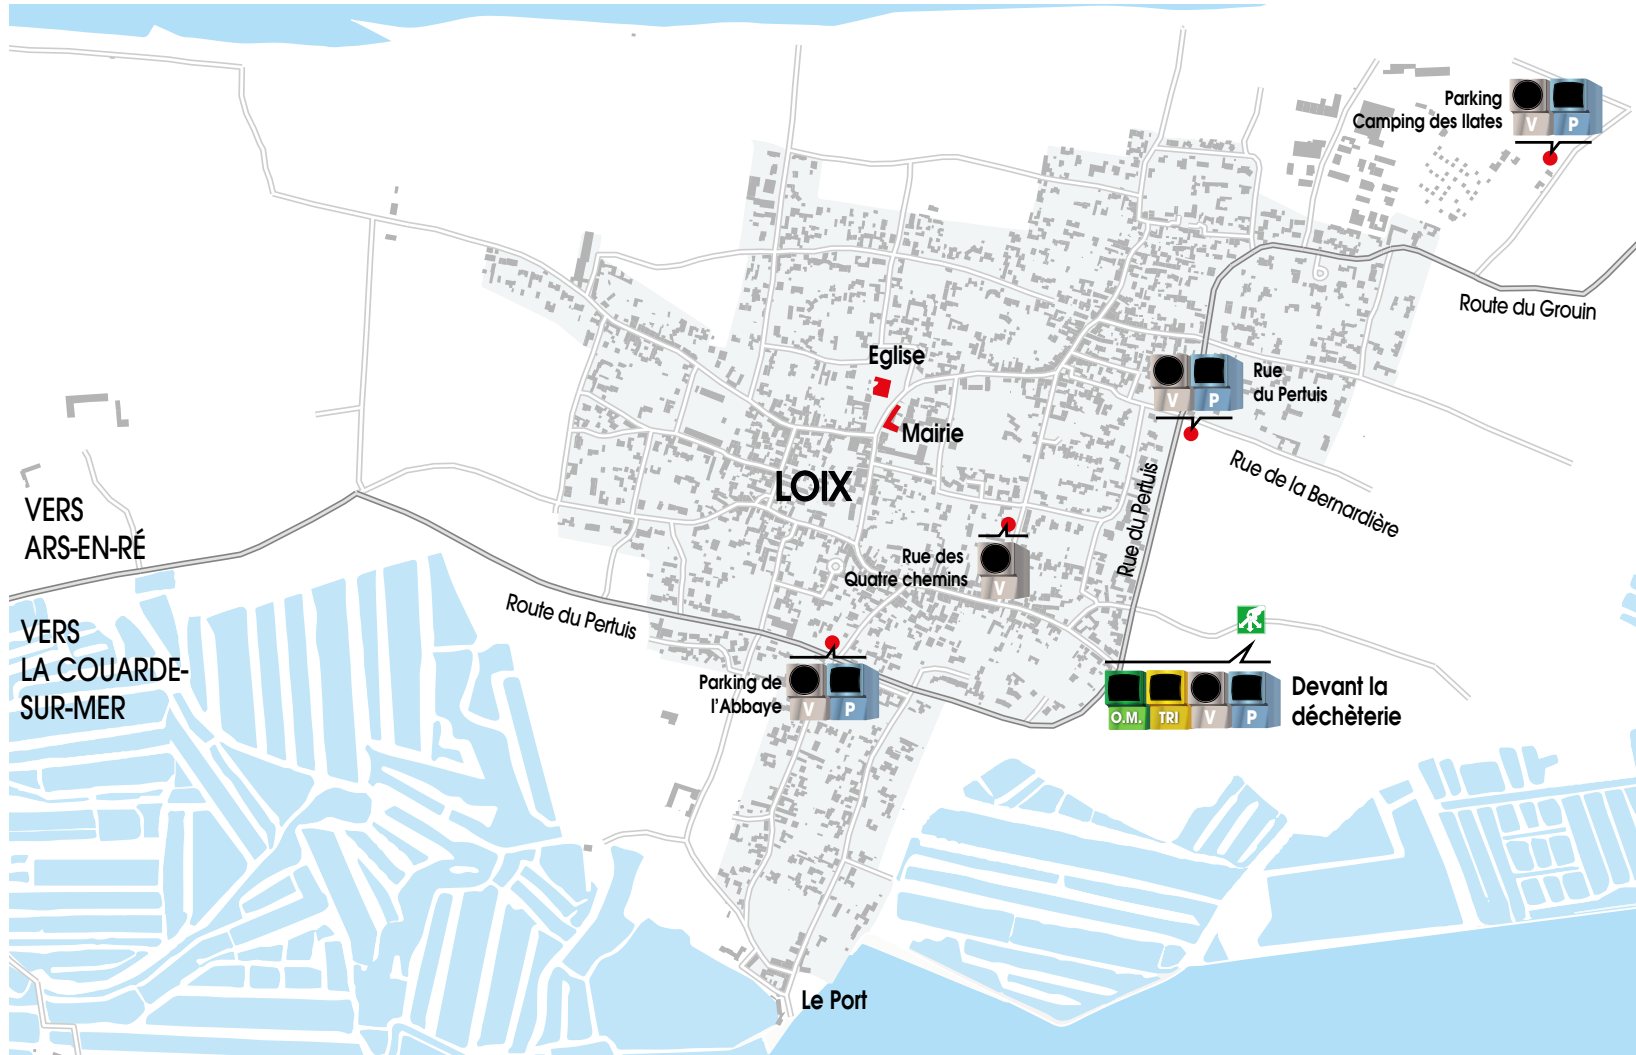 Parking
Camping des Ilates
V P
Route du Grouin
Eglise
Mairie
Rue
du Pertuis
V P
LOIX
Rue de la Bernardière
Rue du Pertuis
VERS
ARS-EN-RÉ
Rue des
Quatre chemins
V
Route du Pertuis
VERS
LA COUARDE-
SUR-MER
Parking de
l'Abbaye
V P
Devant la
déchèterie
O.M. TRI V P
Le Port